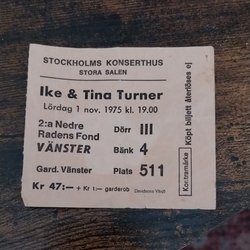 STOCKHOLMS KONSERTHUS
STORA SALEN
Ike & Tina Turner
Lördag 1 nov. 1975 kl. 19.00
2:a Nedre
Radens Fond
Dörr III
VÄNSTER
Bänk 4
Gard. Vänster
Plats 511
Kr 47:— + Kr 1:— garderob
Köpt biljett återlöses ej
Kontramärke